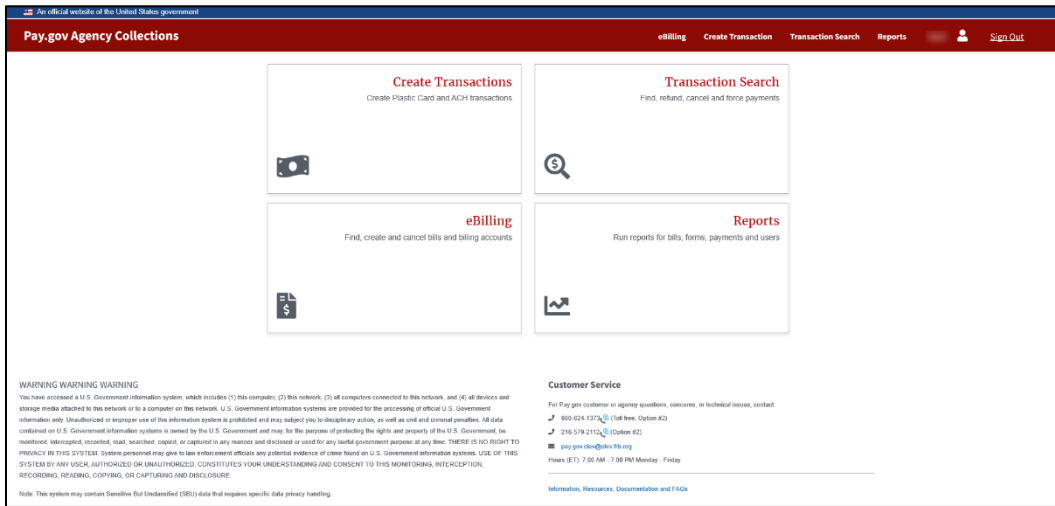 An official website of the United States government
Pay.gov Agency Collections
eBilling Create Transaction Transaction Search Reports Sign Out
Create Transactions
Create Plastic Card and ACH transactions
Transaction Search
Find, refund, cancel and force payments
eBilling
Find, create and cancel bills and billing accounts
Reports
Run reports for bills, forms, payments and users
WARNING WARNING WARNING
You have accessed a U.S. Government information system, which includes (1) this computer, (2) this network, (3) all computers connected to this network, and (4) all devices and
storage media attached to this network or to a computer on this network. U.S. Government information systems are provided for the processing of official U.S. Government
information only. Unauthorized or improper use of this information system is prohibited and may subject you to disciplinary action, as well as civil and criminal penalties. All data
contained on U.S. Government information systems is owned by the U.S. Government and may, for the purpose of protecting the rights and property of the U.S. Government, be
monitored, intercepted, recorded, read, searched, copied, or captured in any manner and disclosed or used for any lawful government purpose at any time. THERE IS NO RIGHT TO
PRIVACY IN THIS SYSTEM. System personnel may give to law enforcement officials any potential evidence of crime found on U.S. Government information systems. USE OF THIS
SYSTEM BY ANY USER, AUTHORIZED OR UNAUTHORIZED, CONSTITUTES YOUR UNDERSTANDING AND CONSENT TO THIS MONITORING, INTERCEPTION,
RECORDING, READING, COPYING, OR CAPTURING AND DISCLOSURE.
Note: This system may contain Sensitive But Unclassified (SBU) data that requires specific data privacy handling.
Customer Service
For Pay.gov customer or agency questions, concerns, or technical issues, contact
800-624-1373 (Toll free, Option #2)
216-579-2112 (Option #2)
pay.gov.clev@clev.frb.org
Hours (ET): 7:00 AM - 7:00 PM Monday - Friday
Information, Resources, Documentation and FAQs